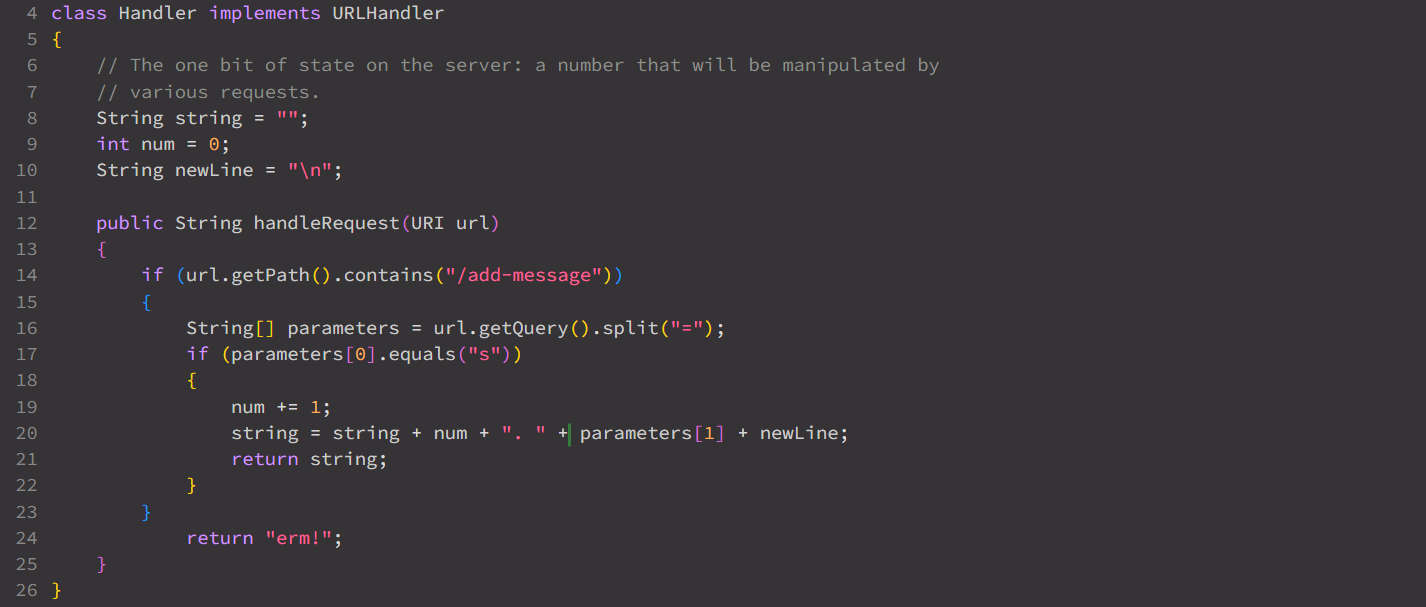 4 class Handler implements URLHandler
5 {
6     // The one bit of state on the server: a number that will be manipulated by
7     // various requests.
8     String string = "";
9     int num = 0;
10     String newLine = "\n";
11
12     public String handleRequest(URI url)
13     {
14         if (url.getPath().contains("/add-message"))
15         {
16             String[] parameters = url.getQuery().split("=");
17             if (parameters[0].equals("s"))
18             {
19                 num += 1;
20                 string = string + num + ". " + parameters[1] + newLine;
21                 return string;
22             }
23         }
24             return "erm!";
25     }
26 }